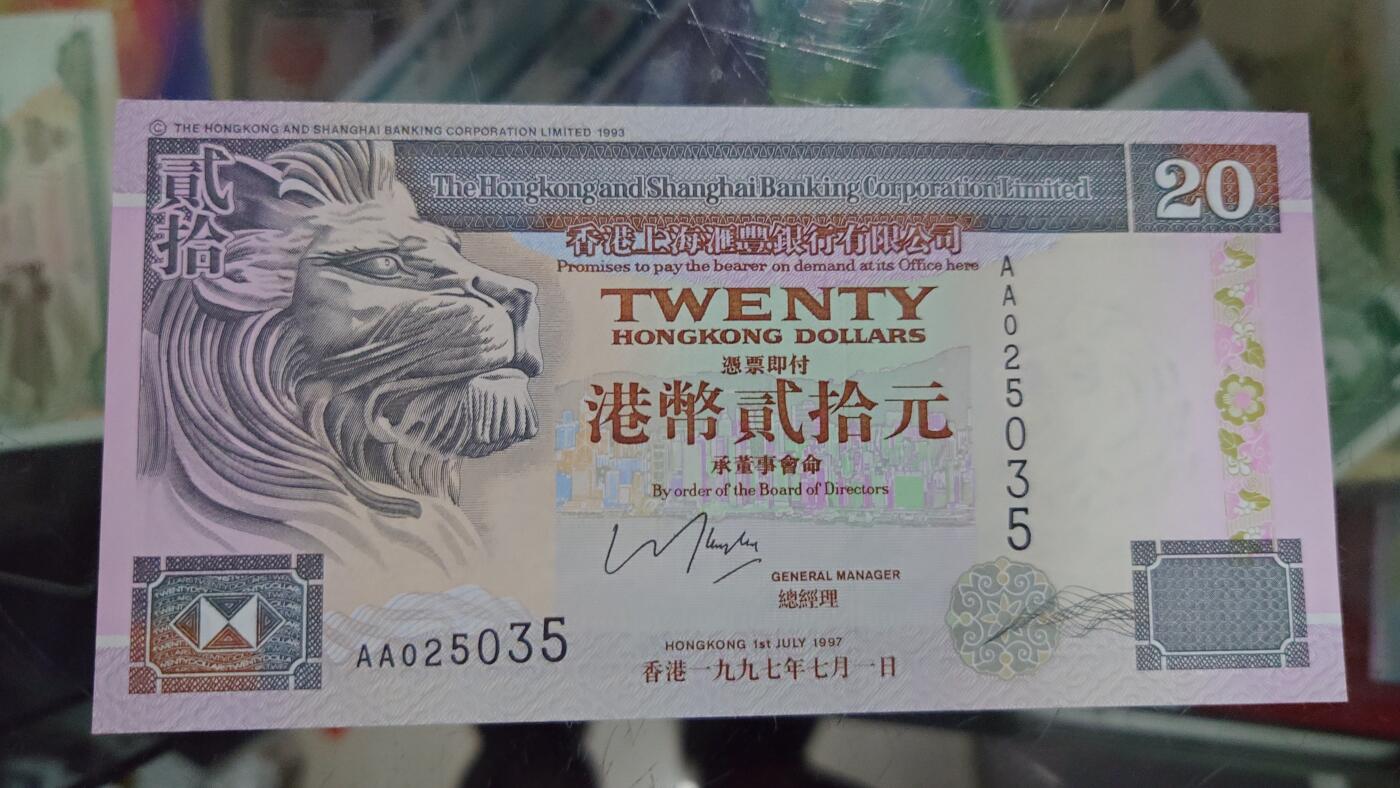 © THE HONGKONG AND SHANGHAI BANKING CORPORATION LIMITED 1993
貳拾
The Hongkong and Shanghai Banking Corporation Limited
20
香港上海滙豐銀行有限公司
Promises to pay the bearer on demand at its Office here
TWENTY
HONGKONG DOLLARS
憑票即付
港幣貳拾元
承董事會命
By order of the Board of Directors
GENERAL MANAGER
總經理
AA025035
AA025035
HONGKONG 1st JULY 1997
香港一九九七年七月一日